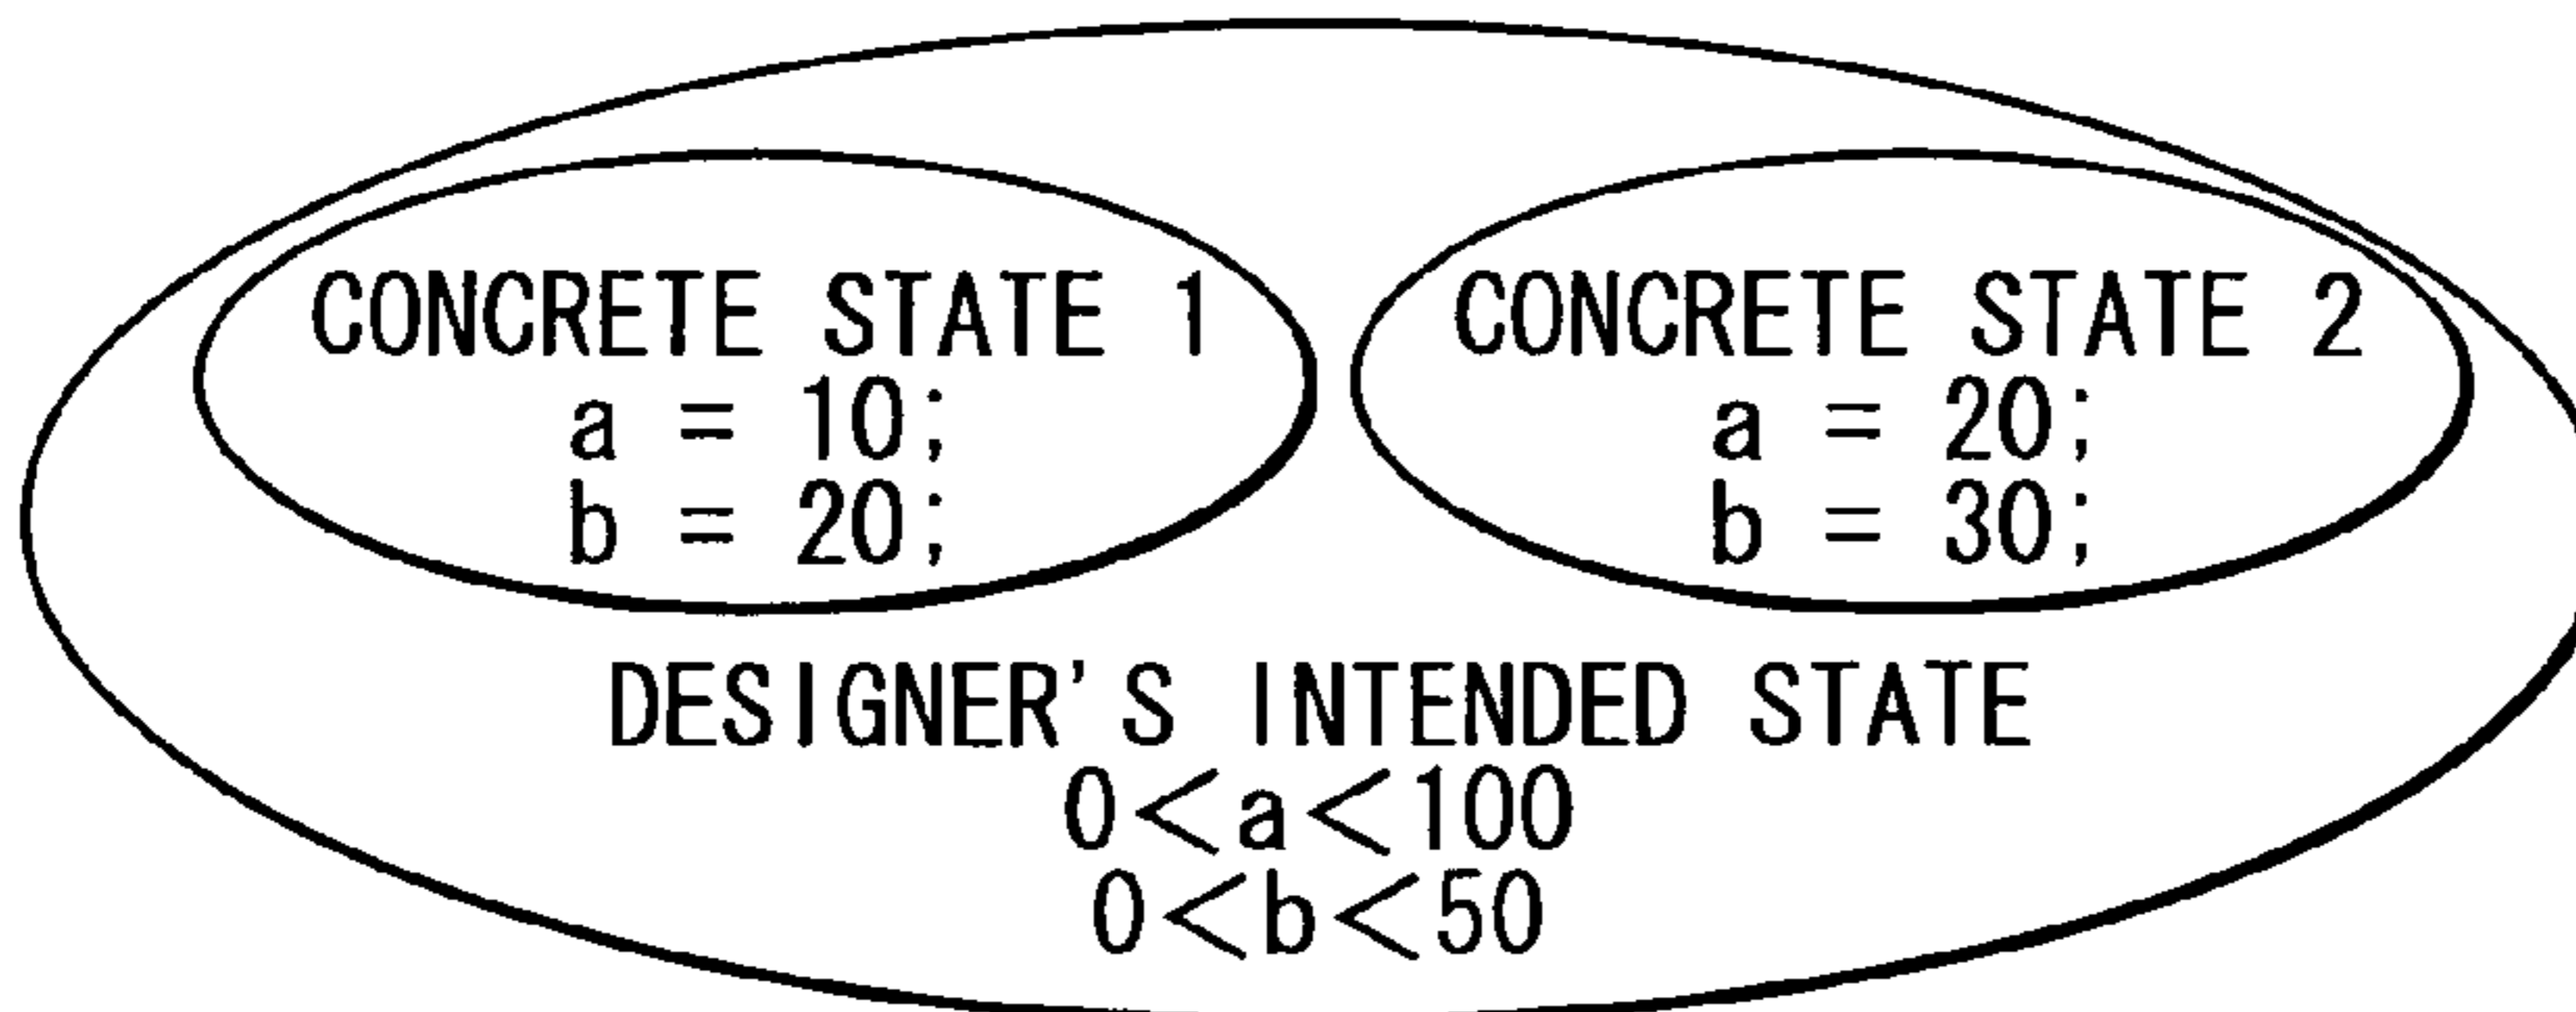 CONCRETE STATE 1
a = 10;
b = 20;
CONCRETE STATE 2
a = 20;
b = 30;
DESIGNER'S INTENDED STATE
0<a<100
0<b<50